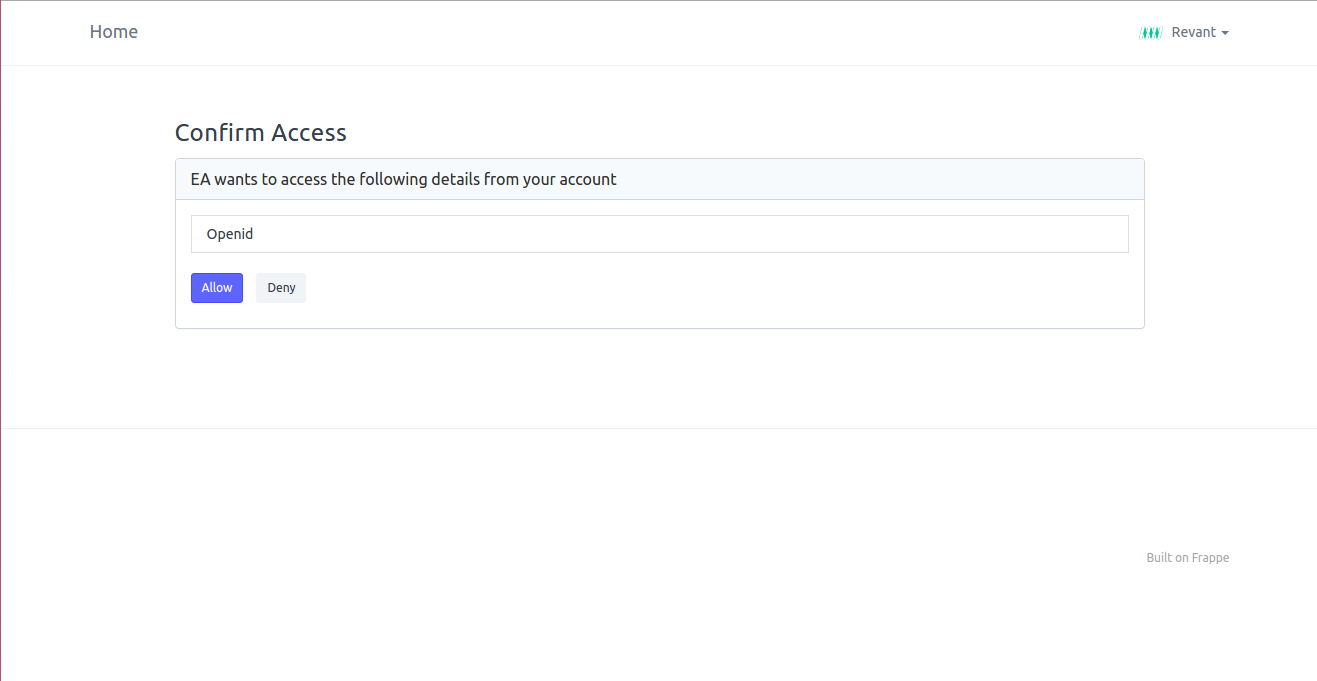 Home
Revant
Confirm Access
EA wants to access the following details from your account
Openid
Allow
Deny
Built on Frappe